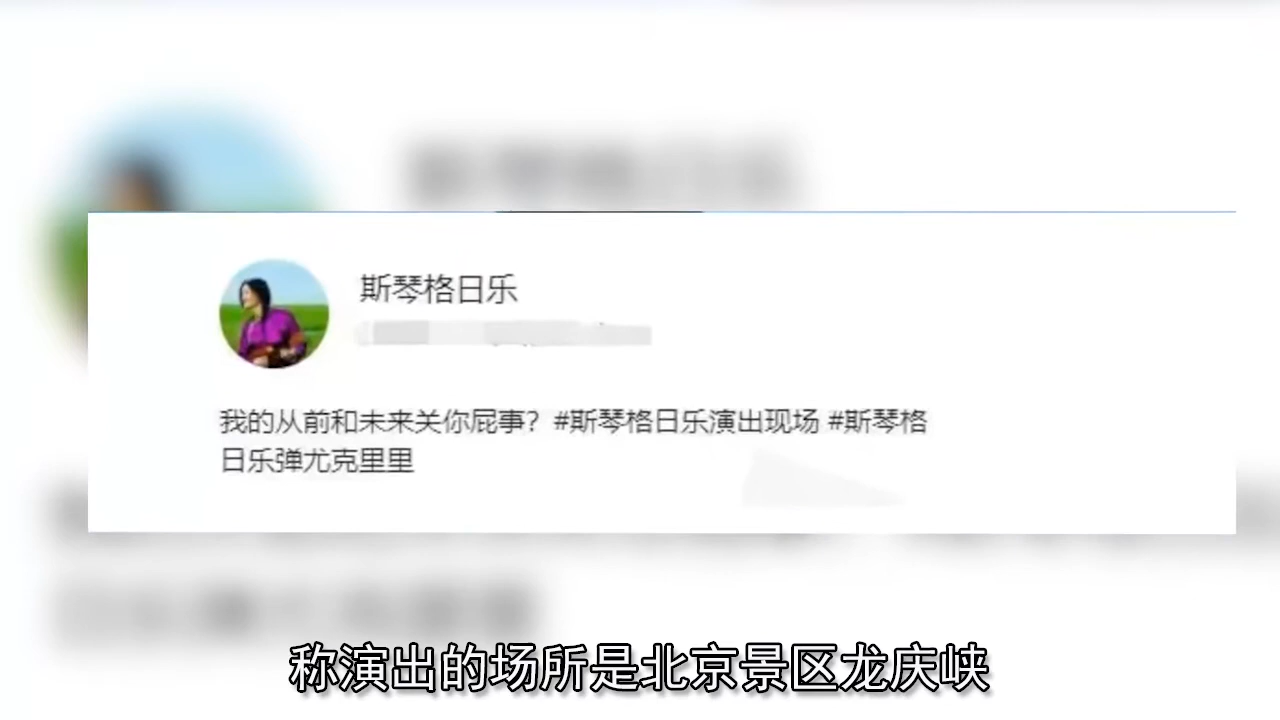 斯琴格日乐
我的从前和未来关你屁事？#斯琴格日乐演出现场 #斯琴格
日乐弹尤克里里
称演出的场所是北京景区龙庆峡